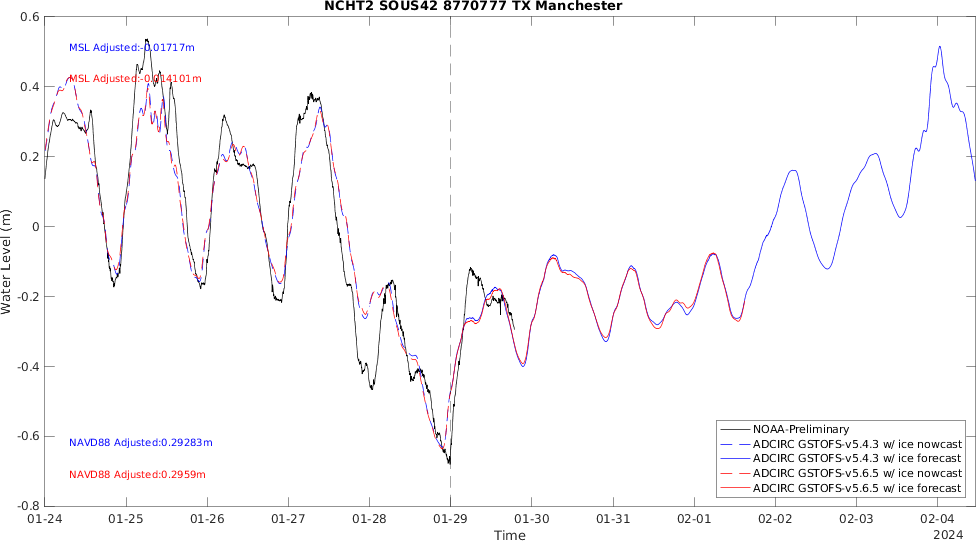 NCHT2 SOUS42 8770777 TX Manchester
MSL Adjusted:-0.01717m
MSL Adjusted:-0.014101m
NAVD88 Adjusted:0.29283m
NAVD88 Adjusted:0.2959m
Water Level (m)
0.6
0.4
0.2
0
-0.2
-0.4
-0.6
-0.8
NOAA-Preliminary
ADCIRC GSTOFS-v5.4.3 w/ ice nowcast
ADCIRC GSTOFS-v5.4.3 w/ ice forecast
ADCIRC GSTOFS-v5.6.5 w/ ice nowcast
ADCIRC GSTOFS-v5.6.5 w/ ice forecast
01-24 01-25 01-26 01-27 01-28 01-29 01-30 01-31 02-01 02-02 02-03 02-04
Time
2024